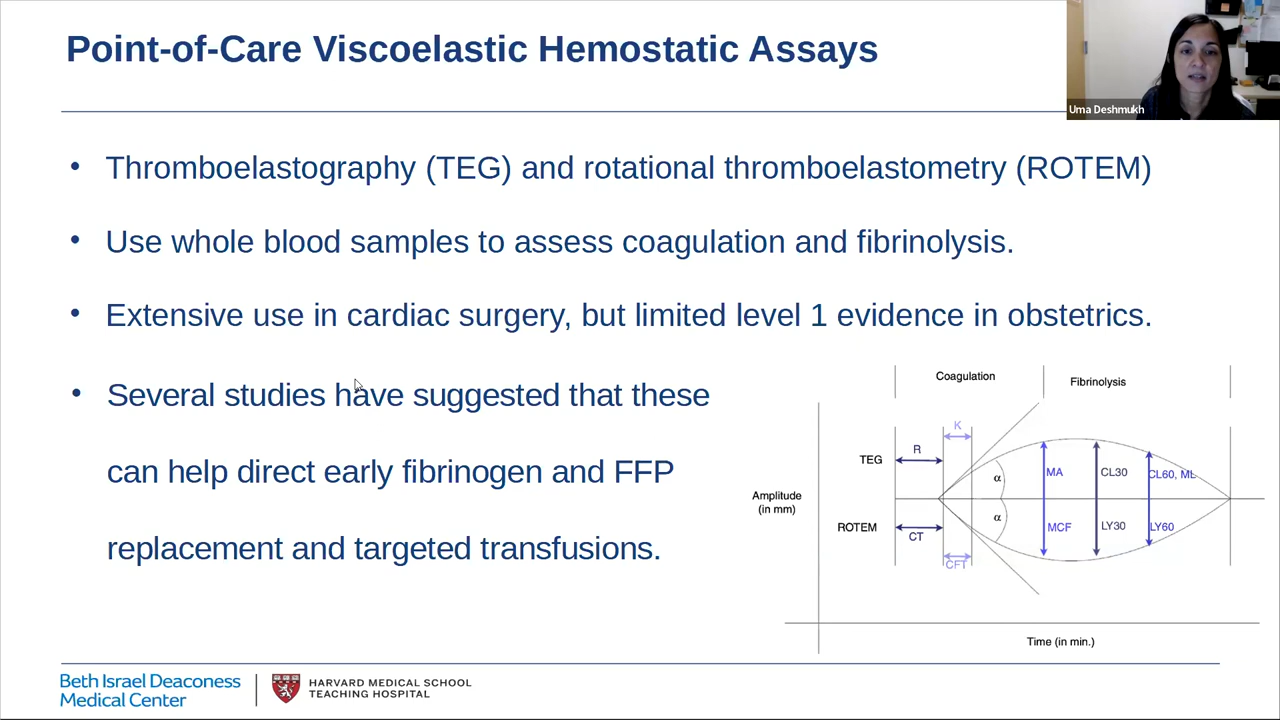 Point-of-Care Viscoelastic Hemostatic Assays
Uma Deshmukh
• Thromboelastography (TEG) and rotational thromboelastometry (ROTEM)
• Use whole blood samples to assess coagulation and fibrinolysis.
• Extensive use in cardiac surgery, but limited level 1 evidence in obstetrics.
• Several studies have suggested that these
can help direct early fibrinogen and FFP
replacement and targeted transfusions.
Coagulation
Fibrinolysis
K
R
TEG
α
MA
CL30
CL60, ML
Amplitude
(in mm)
ROTEM
α
MCF
LY30
LY60
CT
CFT
Time (in min.)
Beth Israel Deaconess
Medical Center
HARVARD MEDICAL SCHOOL
TEACHING HOSPITAL